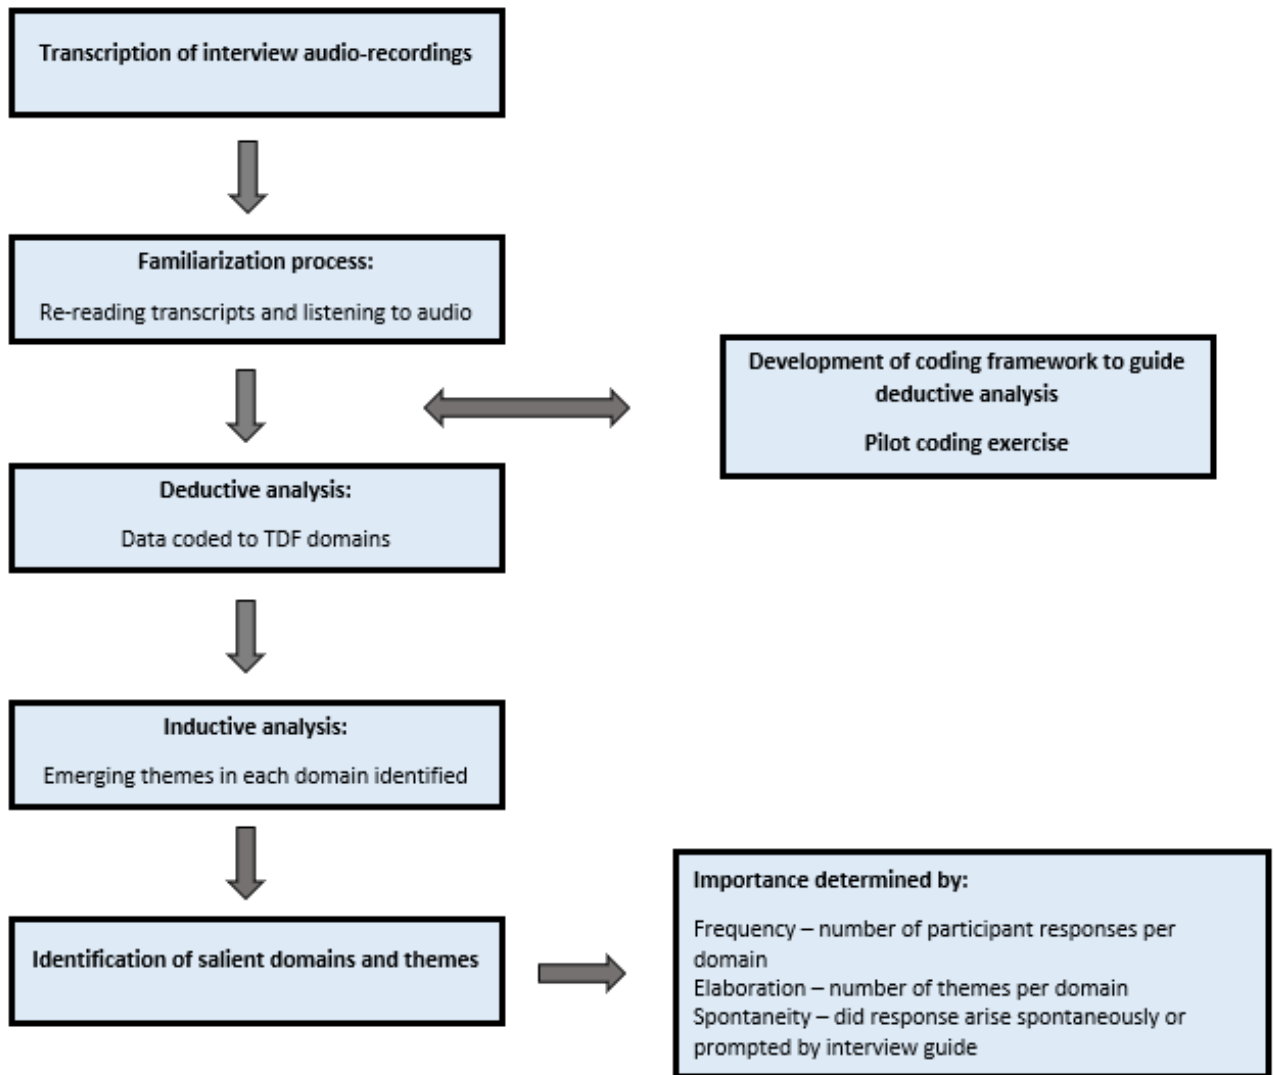 Transcription of interview audio-recordings
Familiarization process:
Re-reading transcripts and listening to audio
Development of coding framework to guide
deductive analysis
Pilot coding exercise
Deductive analysis:
Data coded to TDF domains
Inductive analysis:
Emerging themes in each domain identified
Identification of salient domains and themes
Importance determined by:
Frequency – number of participant responses per
domain
Elaboration – number of themes per domain
Spontaneity – did response arise spontaneously or
prompted by interview guide